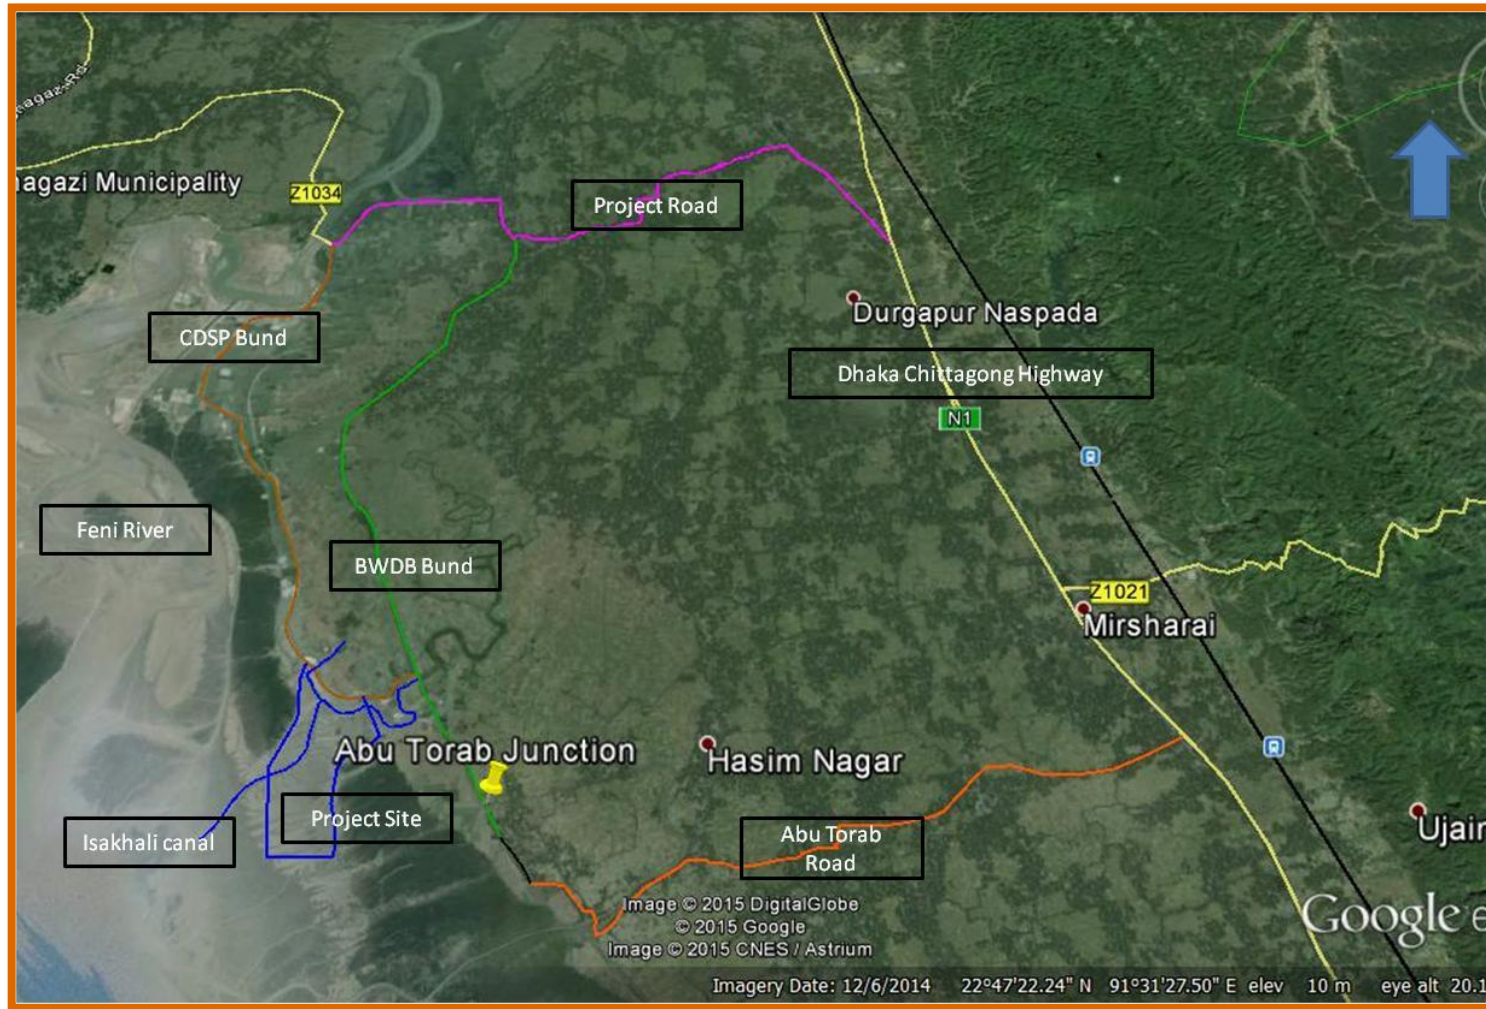 nagazi Rd
nagazi Municipality
Z1034
Project Road
Durgapur Naspada
CDSP Bund
Dhaka Chittagong Highway
N1
Feni River
BWDB Bund
Z1021
Mirsharai
Abu Torab Junction
Hasim Nagar
Project Site
Isakhali canal
Abu Torab
Road
Ujair
Image © 2015 DigitalGlobe
© 2015 Google
Image © 2015 CNES / Astrium
Google e
Imagery Date: 12/6/2014 22°47'22.24" N 91°31'27.50" E elev 10 m eye alt 20.1